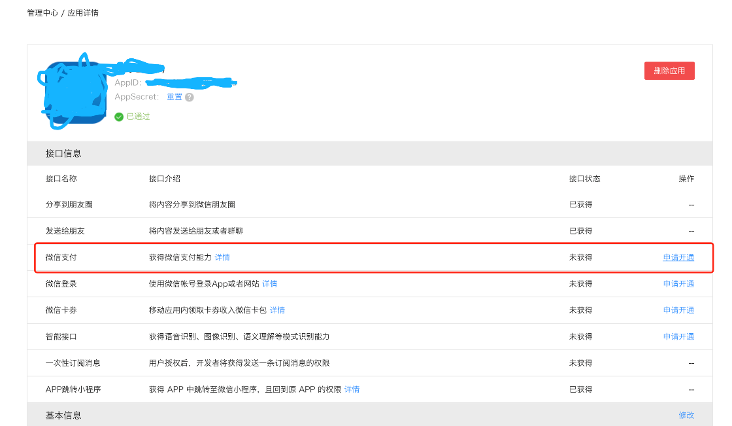 管理中心 / 应用详情
AppID:
删除应用
AppSecret: 重置 ?
已通过
接口信息
接口名称 接口介绍 接口状态 操作
分享到朋友圈 将内容分享到微信朋友圈 已获得 --
发送给朋友 将内容发送给朋友或者群聊 已获得 --
微信支付 获得微信支付能力 详情 未获得 申请开通
微信登录 使用微信帐号登录App或者网站 详情 未获得 申请开通
微信卡券 移动应用内领取卡券收入微信卡包 详情 未获得 申请开通
智能接口 获得语音识别、图像识别、语义理解等模式识别能力 未获得 申请开通
一次性订阅消息 用户授权后，开发者将获得发送一条订阅消息的权限 未获得 --
APP跳转小程序 获得 APP 中跳转至微信小程序，且回到原 APP 的权限 详情 已获得 --
基本信息 修改